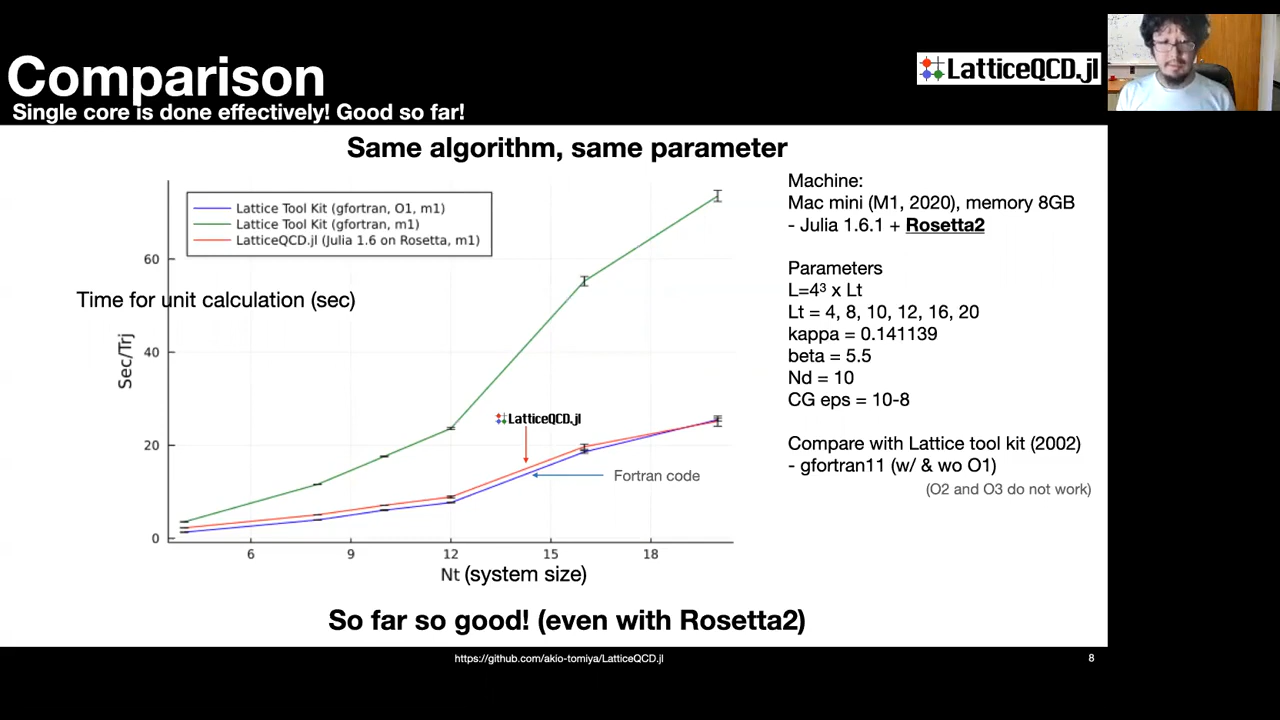 Comparison
Single core is done effectively! Good so far!
LatticeQCD.jl
Same algorithm, same parameter
Lattice Tool Kit (gfortran, O1, m1)
Lattice Tool Kit (gfortran, m1)
LatticeQCD.jl (Julia 1.6 on Rosetta, m1)
60
Time for unit calculation (sec)
Sec/Trj
40
LatticeQCD.jl
20
Fortran code
0
6
9
12
15
18
Nt (system size)
Machine:
Mac mini (M1, 2020), memory 8GB
- Julia 1.6.1 + Rosetta2
Parameters
L=4³ x Lt
Lt = 4, 8, 10, 12, 16, 20
kappa = 0.141139
beta = 5.5
Nd = 10
CG eps = 10-8
Compare with Lattice tool kit (2002)
- gfortran11 (w/ & wo O1)
(O2 and O3 do not work)
So far so good! (even with Rosetta2)
https://github.com/akio-tomiya/LatticeQCD.jl
8